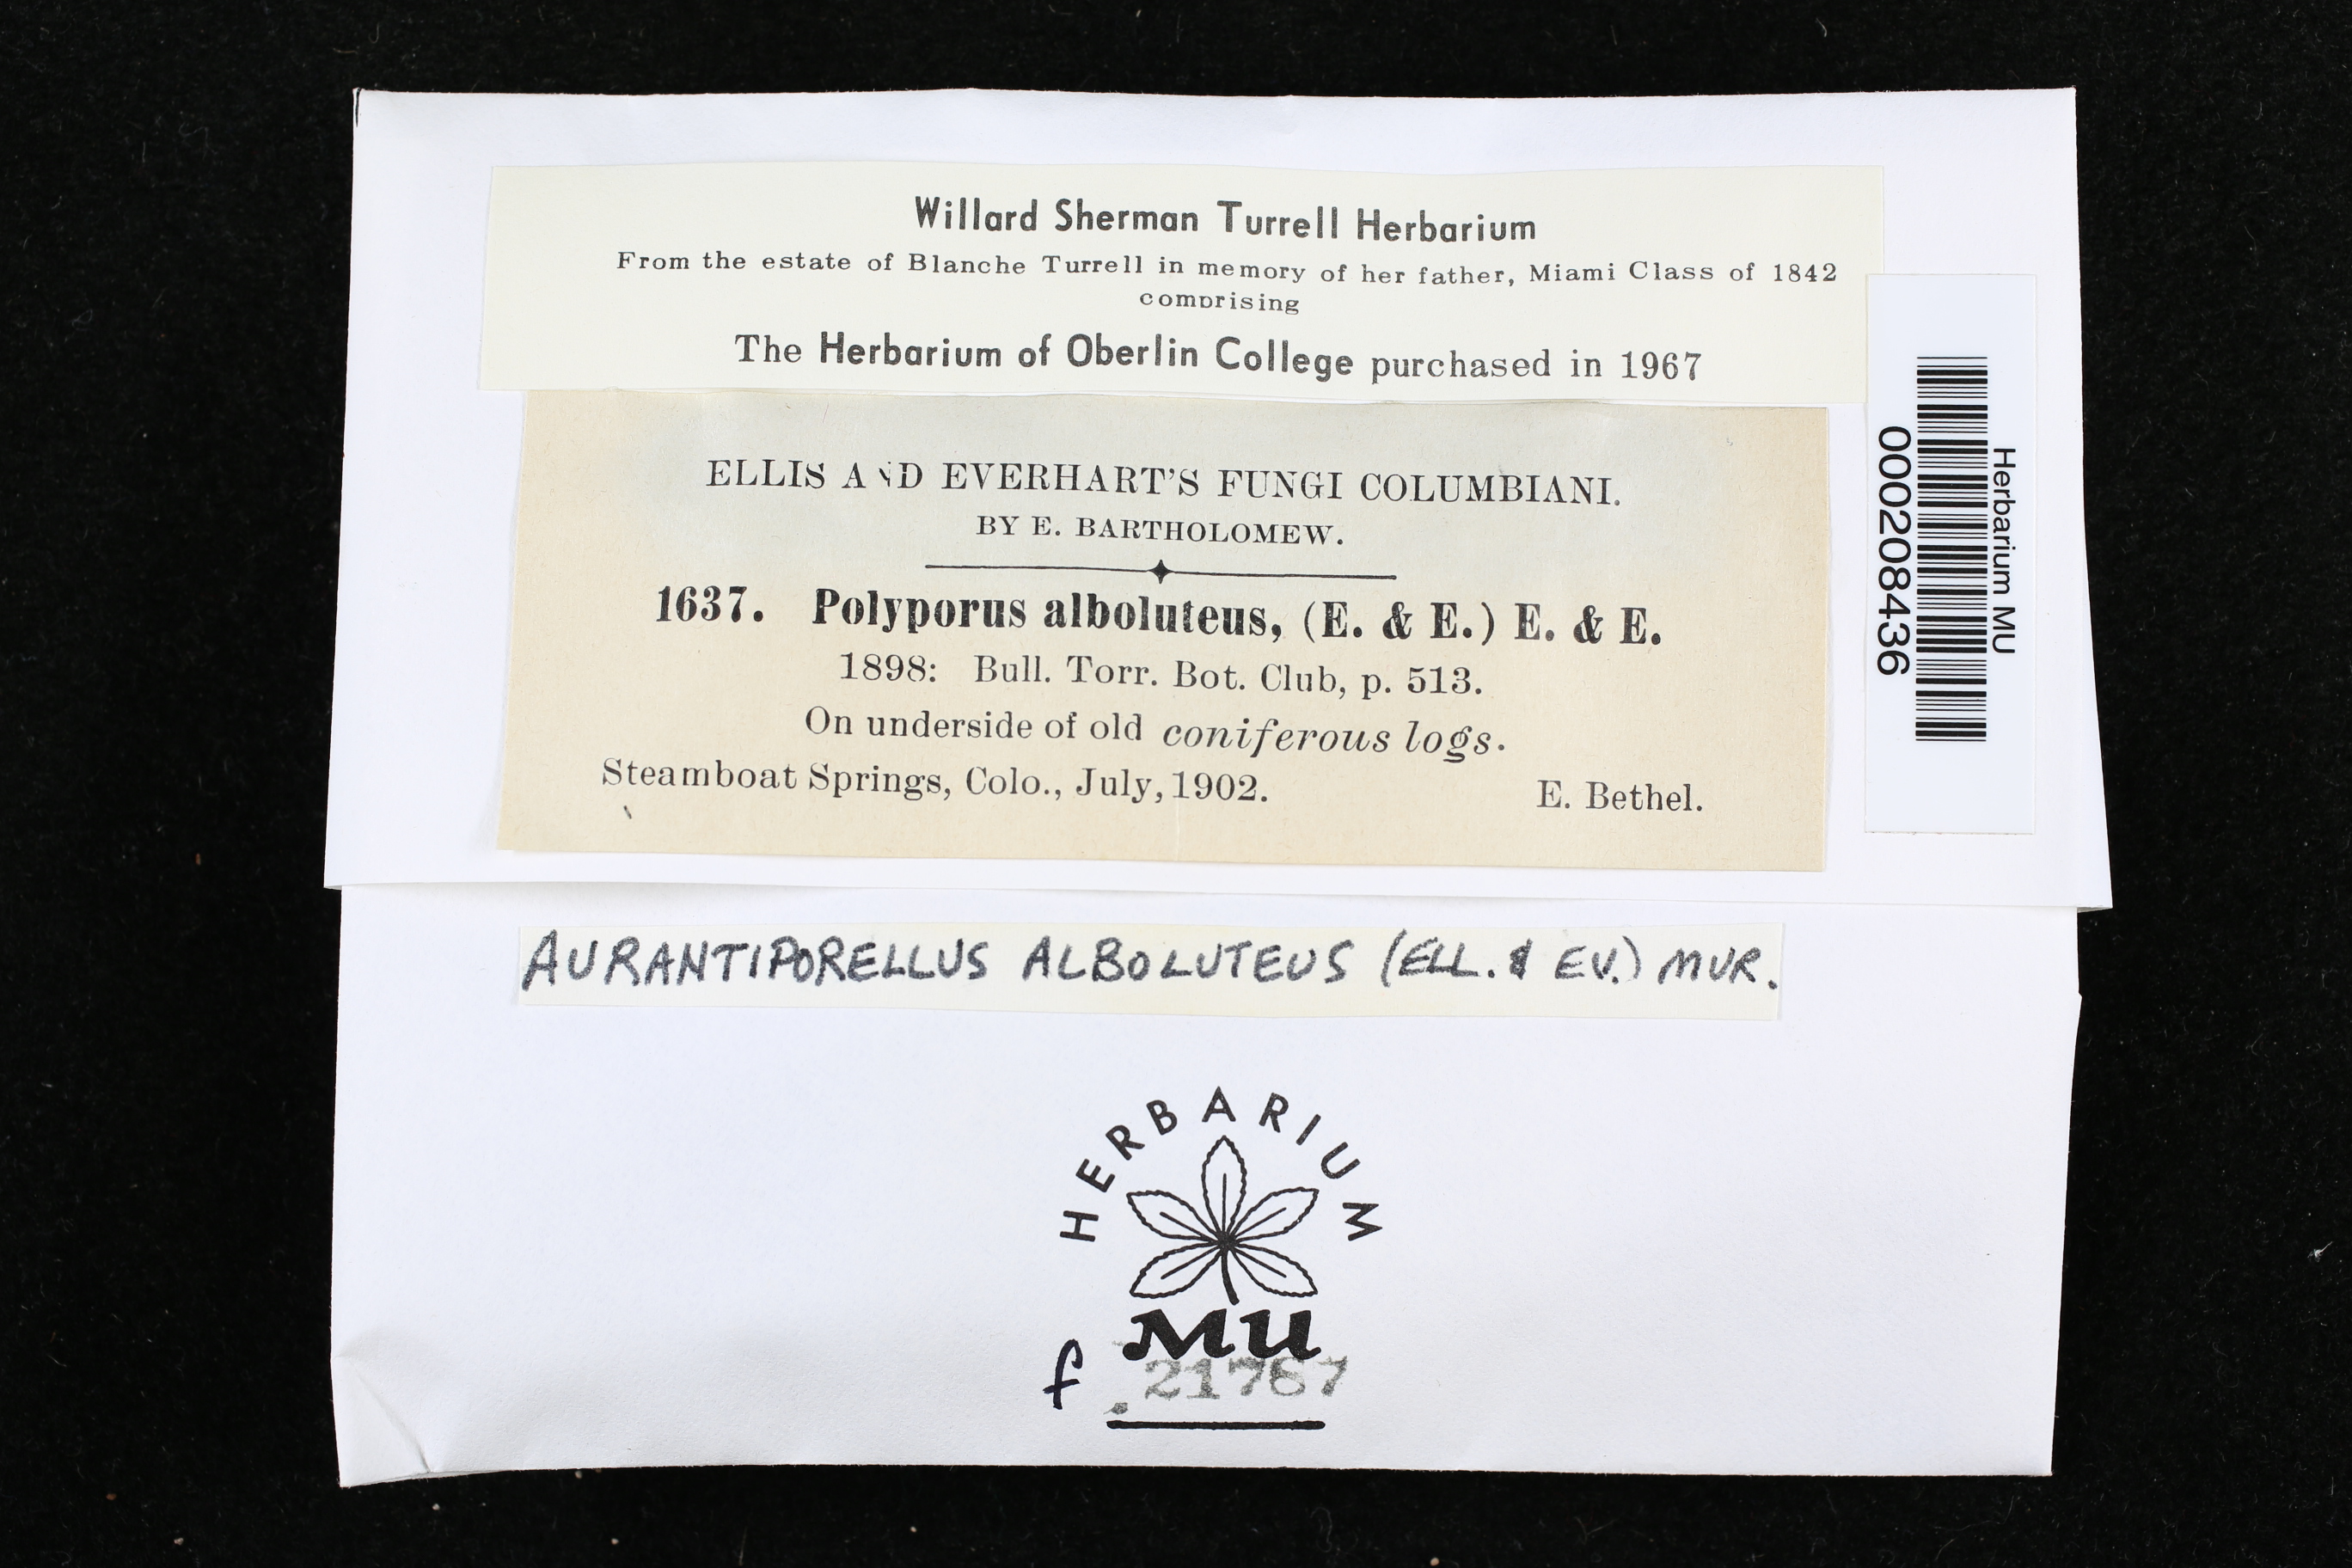 Willard Sherman Turrell Herbarium
From the estate of Blanche Turrell in memory of her father, Miami Class of 1842
comprising
The Herbarium of Oberlin College purchased in 1967
ELLIS AND EVERHART'S FUNGI COLUMBIANI.
BY E. BARTHOLOMEW.
1637. Polyporus alboluteus, (E. & E.) E. & E.
1898: Bull. Torr. Bot. Club, p. 513.
On underside of old coniferous logs.
Steamboat Springs, Colo., July, 1902. E. Bethel.
Herbarium MU
000208436
AURANTIPORELLUS ALBOLUTEUS (ELL. & EV.) MUR.
HERBARIUM
MU
f. 21767